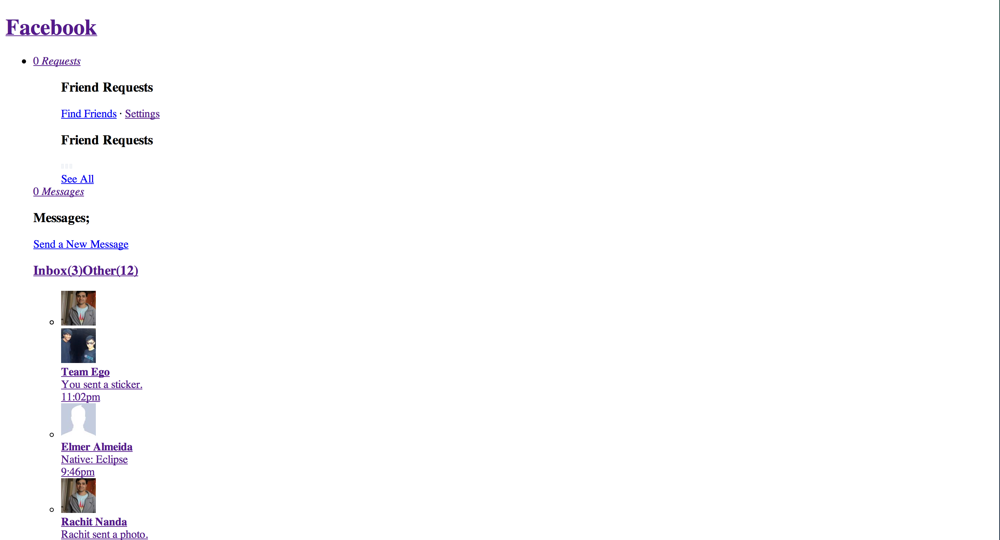 Facebook
0 Requests
Friend Requests
Find Friends · Settings
Friend Requests
See All
0 Messages
Messages;
Send a New Message
Inbox(3)Other(12)
Team Ego
You sent a sticker.
11:02pm
Elmer Almeida
Native: Eclipse
9:46pm
Rachit Nanda
Rachit sent a photo.